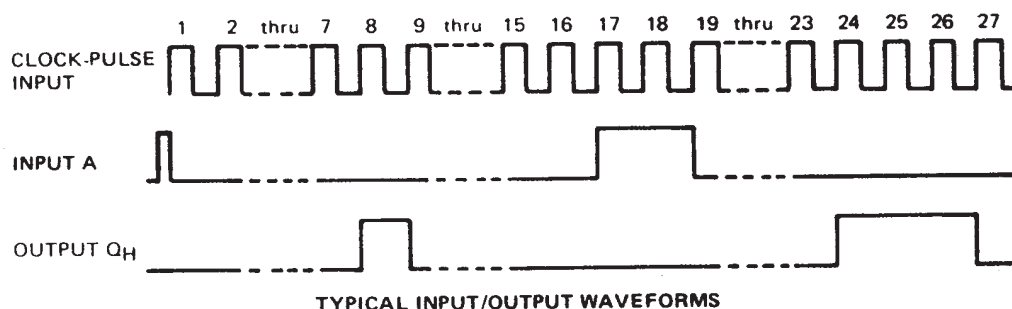 1 2 thru 7 8 9 thru 15 16 17 18 19 thru 23 24 25 26 27
CLOCK-PULSE
INPUT
INPUT A
OUTPUT QH
TYPICAL INPUT/OUTPUT WAVEFORMS